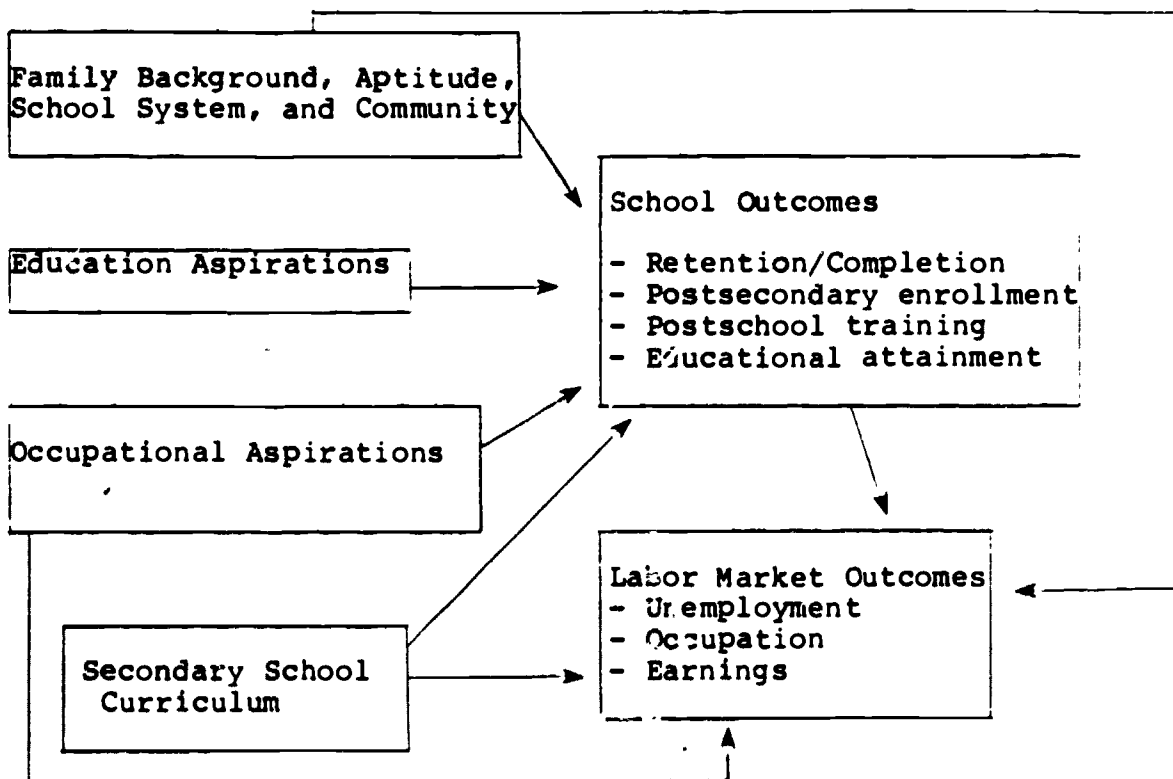 Family Background, Aptitude,
School System, and Community
School Outcomes
Education Aspirations
- Retention/Completion
- Postsecondary enrollment
- Postschool training
- Educational attainment
Occupational Aspirations
Labor Market Outcomes
- Unemployment
- Occupation
- Earnings
Secondary School
Curriculum